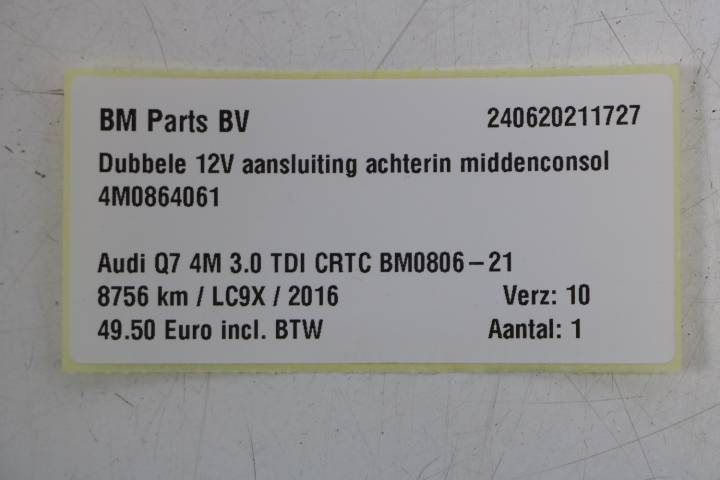 BM Parts BV 240620211727
Dubbele 12V aansluiting achterin middenconsol
4M0864061
Audi Q7 4M 3.0 TDI CRTC BM0806-21
8756 km / LC9X / 2016 Verz: 10
49.50 Euro incl. BTW Aantal: 1